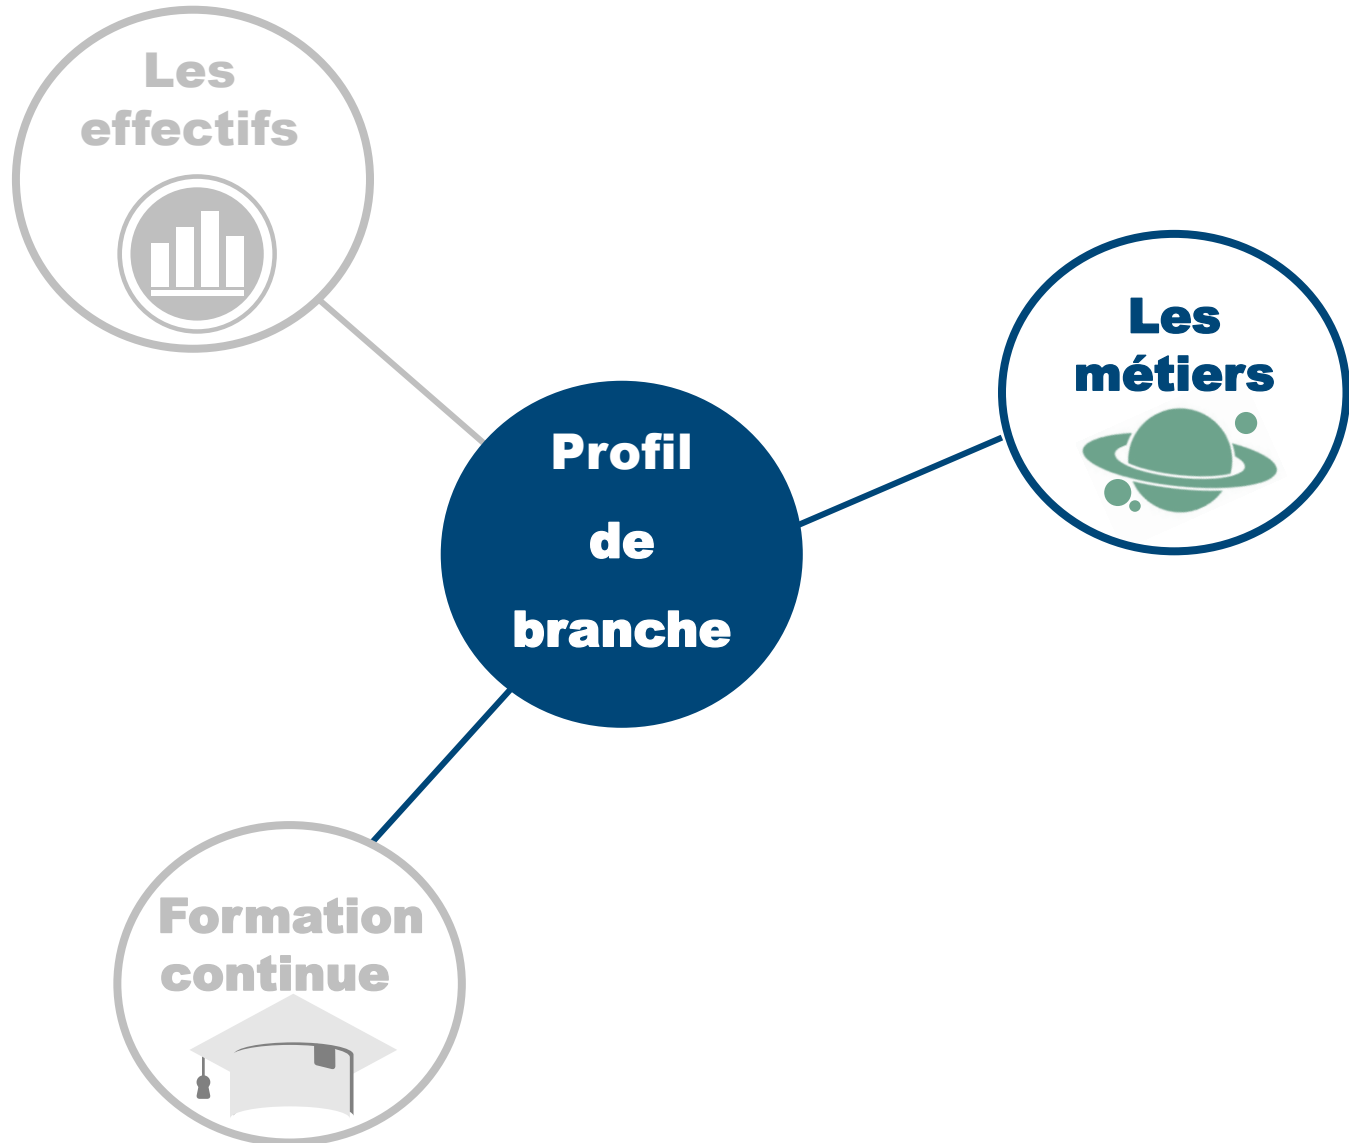 Les
effectifs
Les
métiers
Profil
de
branche
Formation
continue